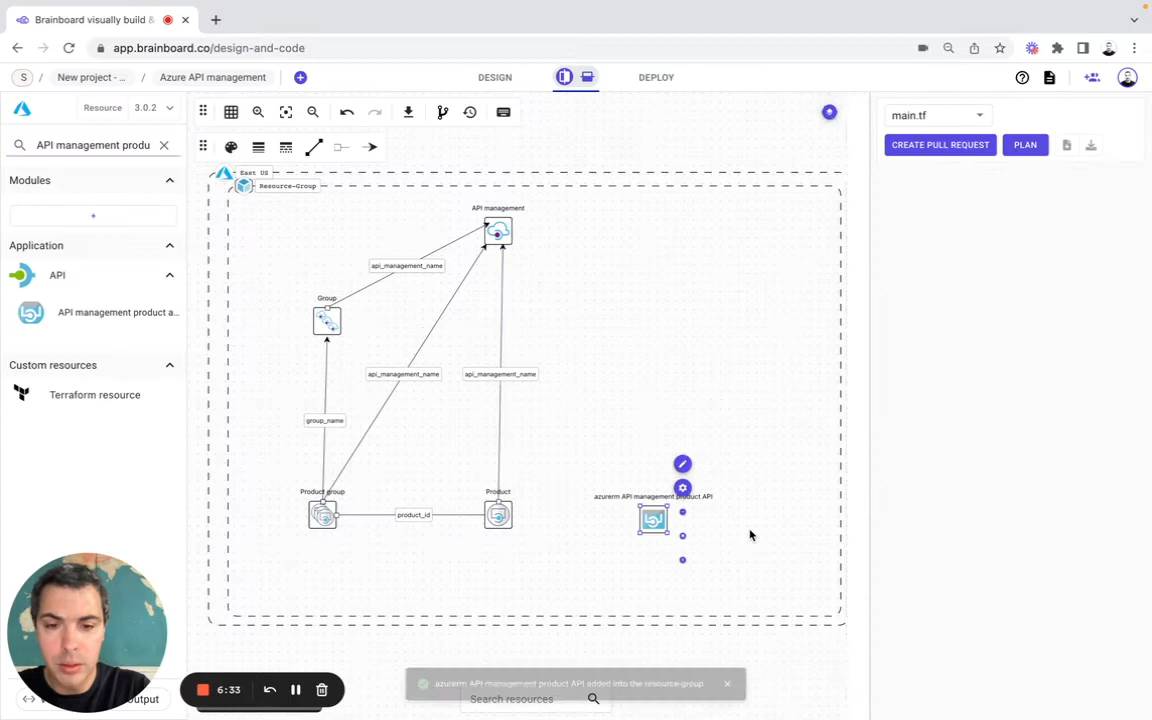 Brainboard visually build &
app.brainboard.co/design-and-code
S / New project - ... / Azure API management
DESIGN
DEPLOY
Resource 3.0.2
API management produ
Modules
+
Application
API
API management product a...
Custom resources
Terraform resource
main.tf
CREATE PULL REQUEST
PLAN
East US
Resource-Group
API management
api_management_name
Group
api_management_name
api_management_name
group_name
Product group
Product
azurerm API management product API
product_id
azurerm API management product API added into the resource-group
6:33
output
Search resources